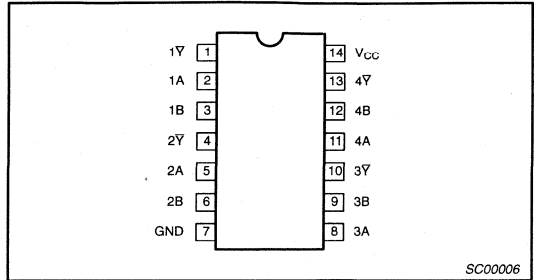 1Y̅ 1 14 VCC
1A 2 13 4Y̅
1B 3 12 4B
2Y̅ 4 11 4A
2A 5 10 3Y̅
2B 6 9 3B
GND 7 8 3A
SC00006